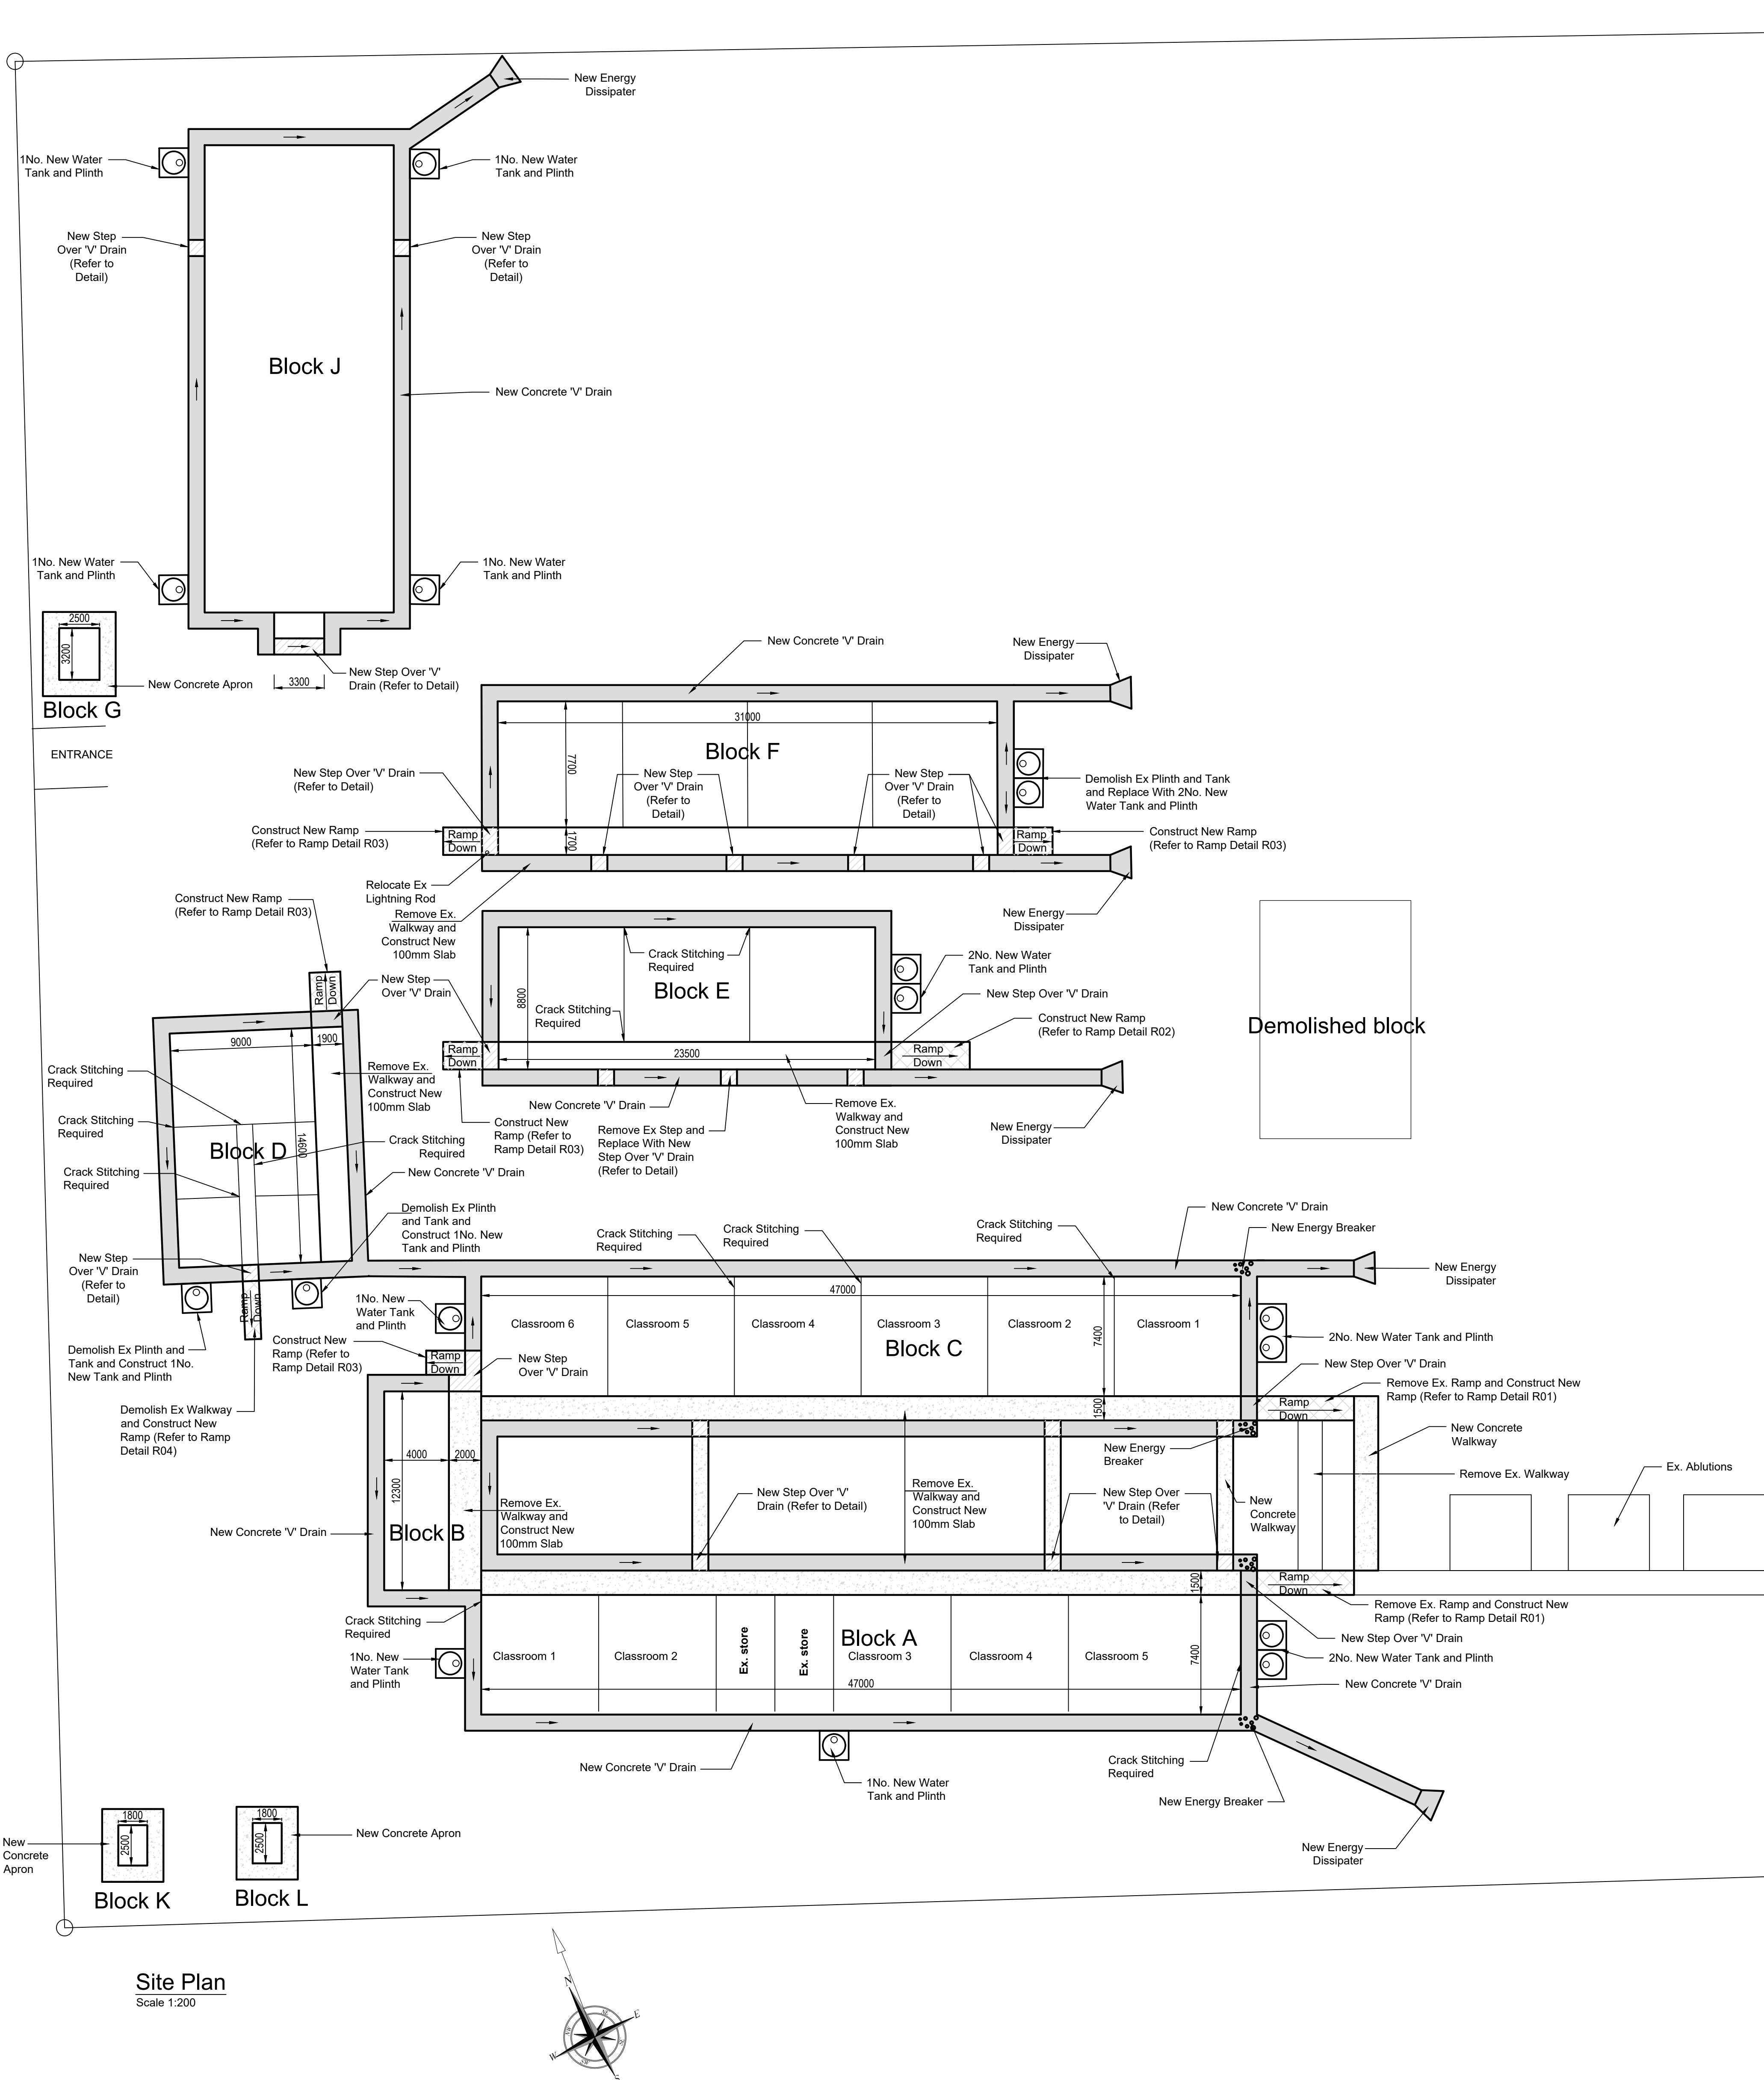 New Energy
Dissipater
1No. New Water
Tank and Plinth
1No. New Water
Tank and Plinth
New Step
Over 'V' Drain
(Refer to
Detail)
New Step
Over 'V' Drain
(Refer to
Detail)
Block J
New Concrete 'V' Drain
1No. New Water
Tank and Plinth
1No. New Water
Tank and Plinth
2500
3200
New Concrete Apron
Block G
3300
New Step Over 'V'
Drain (Refer to Detail)
ENTRANCE
New Concrete 'V' Drain
New Energy
Dissipater
31000
Block F
7700
New Step Over 'V' Drain
(Refer to Detail)
New Step
Over 'V' Drain
(Refer to
Detail)
New Step
Over 'V' Drain
(Refer to
Detail)
Demolish Ex Plinth and Tank
and Replace With 2No. New
Water Tank and Plinth
Construct New Ramp
(Refer to Ramp Detail R03)
Ramp
Down
1700
Ramp
Down
Construct New Ramp
(Refer to Ramp Detail R03)
Relocate Ex
Lightning Rod
Remove Ex.
Walkway and
Construct New
100mm Slab
New Energy
Dissipater
Construct New Ramp
(Refer to Ramp Detail R03)
Ramp
Down
New Step
Over 'V' Drain
Crack Stitching
Required
Block E
8800
Crack Stitching
Required
2No. New Water
Tank and Plinth
New Step Over 'V' Drain
Construct New Ramp
(Refer to Ramp Detail R02)
Demolished block
Ramp
Down
23500
Ramp
Down
9000
1900
Remove Ex.
Walkway and
Construct New
100mm Slab
Crack Stitching
Required
Crack Stitching
Required
Block D
14600
Crack Stitching
Required
Crack Stitching
Required
New Concrete 'V' Drain
New Concrete 'V' Drain
Construct New
Ramp (Refer to
Ramp Detail R03)
Remove Ex Step and
Replace With New
Step Over 'V' Drain
(Refer to Detail)
Remove Ex.
Walkway and
Construct New
100mm Slab
New Energy
Dissipater
Demolish Ex Plinth
and Tank and
Construct 1No. New
Tank and Plinth
New Step
Over 'V' Drain
(Refer to
Detail)
Ramp
Down
Demolish Ex Plinth and
Tank and Construct 1No.
New Tank and Plinth
Demolish Ex Walkway
and Construct New
Ramp (Refer to Ramp
Detail R04)
Crack Stitching
Required
Crack Stitching
Required
Crack Stitching
Required
New Concrete 'V' Drain
New Energy Breaker
New Energy
Dissipater
1No. New
Water Tank
and Plinth
Construct New
Ramp (Refer to
Ramp Detail R03)
Ramp
Down
New Step
Over 'V' Drain
47000
Classroom 6
Classroom 5
Classroom 4
Classroom 3
Classroom 2
Classroom 1
Block C
7400
1500
2No. New Water Tank and Plinth
New Step Over 'V' Drain
Remove Ex. Ramp and Construct New
Ramp (Refer to Ramp Detail R01)
Ramp
Down
New Concrete
Walkway
Remove Ex. Walkway
Ex. Ablutions
4000
2000
12300
Block B
New Concrete 'V' Drain
Remove Ex.
Walkway and
Construct New
100mm Slab
New Step Over 'V'
Drain (Refer to Detail)
Remove Ex.
Walkway and
Construct New
100mm Slab
New Energy
Breaker
New Step Over
'V' Drain (Refer
to Detail)
New
Concrete
Walkway
1500
Ramp
Down
Remove Ex. Ramp and Construct New
Ramp (Refer to Ramp Detail R01)
New Step Over 'V' Drain
2No. New Water Tank and Plinth
New Concrete 'V' Drain
Crack Stitching
Required
1No. New
Water Tank
and Plinth
Classroom 1
Classroom 2
Ex. store
Ex. store
Block A
Classroom 3
Classroom 4
Classroom 5
7400
47000
New Concrete 'V' Drain
1No. New Water
Tank and Plinth
Crack Stitching
Required
New Energy Breaker
New Energy
Dissipater
New
Concrete
Apron
1800
2500
Block K
1800
2500
New Concrete Apron
Block L
Site Plan
Scale 1:200
N
NE
E
SE
S
SW
W
NW